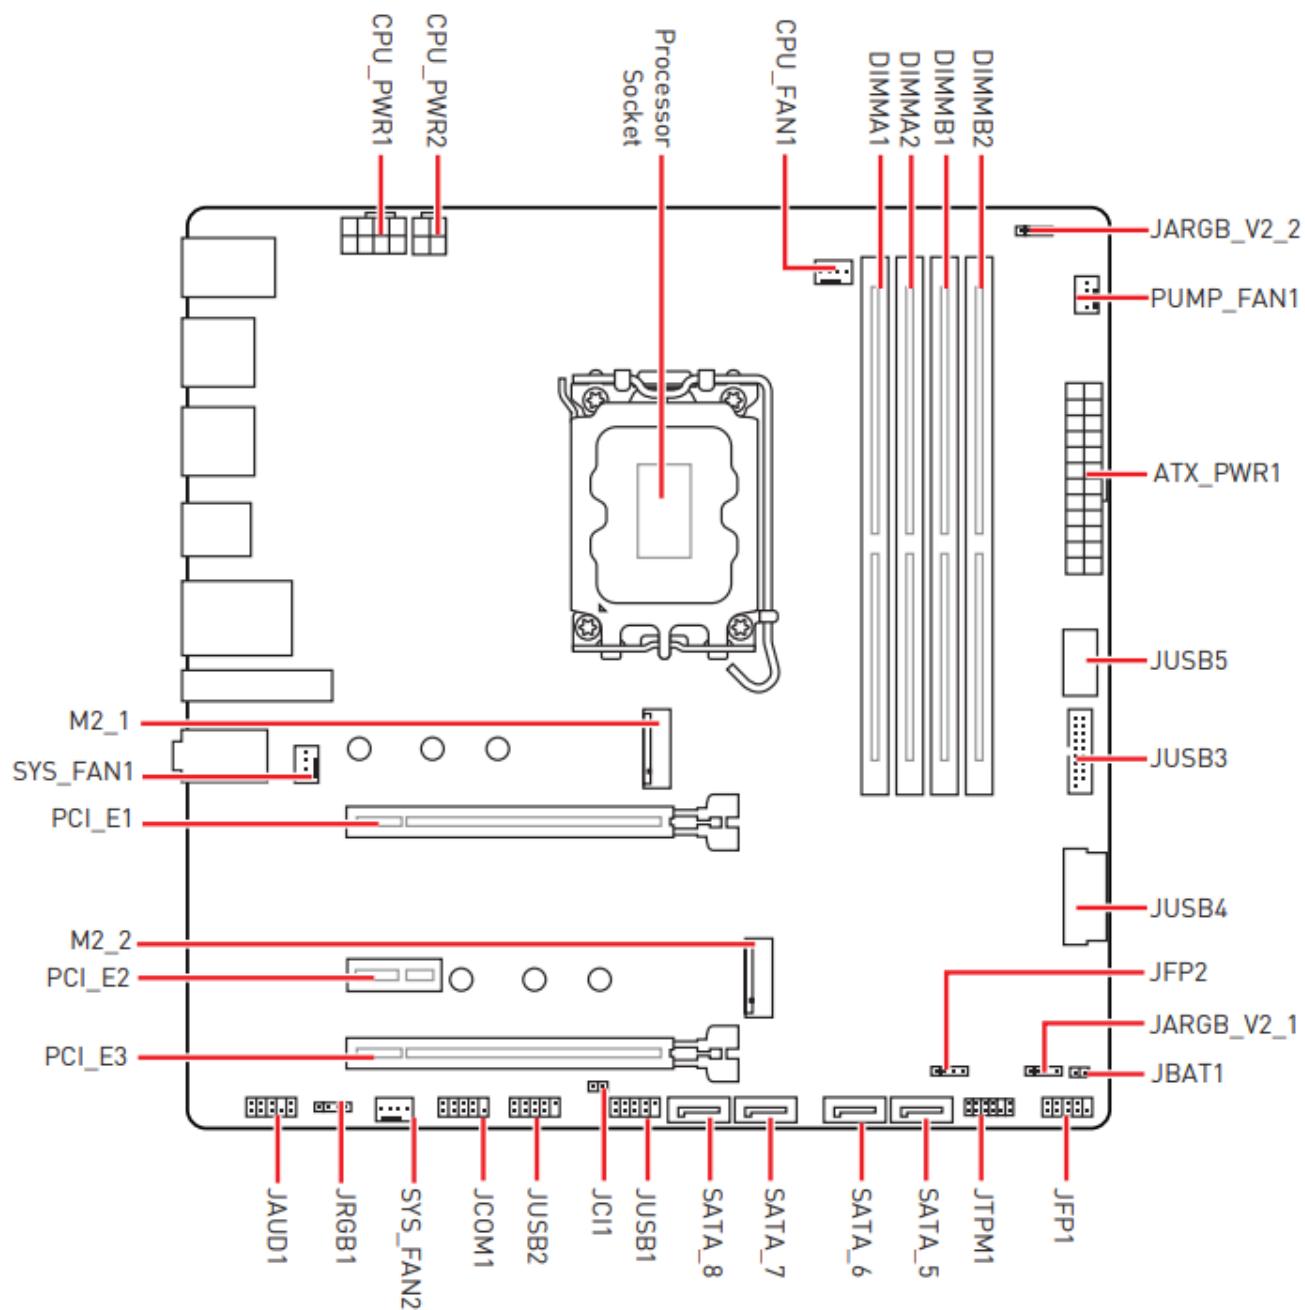 CPU_PWR1
CPU_PWR2
Processor
Socket
CPU_FAN1
DIMMA1
DIMMA2
DIMMB1
DIMMB2
JARGB_V2_2
PUMP_FAN1
ATX_PWR1
JUSB5
JUSB3
JUSB4
JFP2
JARGB_V2_1
JBAT1
M2_1
SYS_FAN1
PCI_E1
M2_2
PCI_E2
PCI_E3
JAUD1
JRGB1
SYS_FAN2
JCOM1
JUSB2
JCI1
JUSB1
SATA_8
SATA_7
SATA_6
SATA_5
JTPM1
JFP1